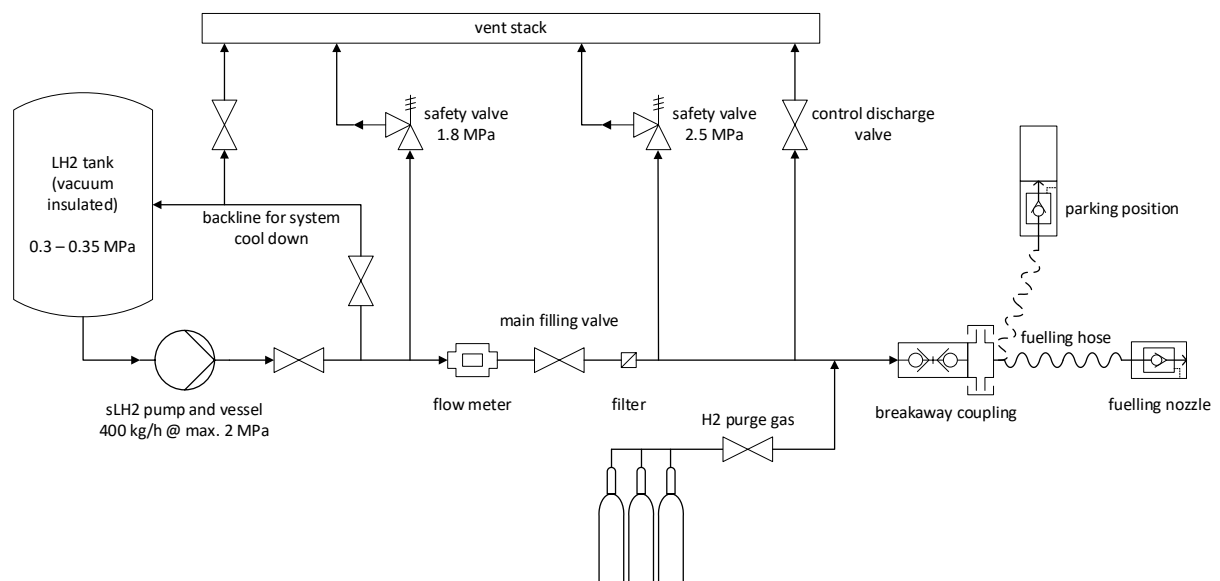 vent stack
safety valve
1.8 MPa
safety valve
2.5 MPa
control discharge
valve
LH2 tank
(vacuum
insulated)
0.3 – 0.35 MPa
backline for system
cool down
parking position
main filling valve
fuelling hose
flow meter
filter
breakaway coupling
fuelling nozzle
sLH2 pump and vessel
400 kg/h @ max. 2 MPa
H2 purge gas